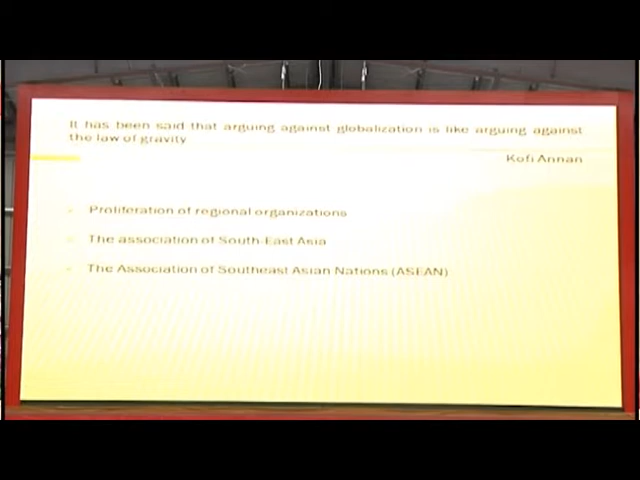 It has been said that arguing against globalization is like arguing against
the law of gravity
Kofi Annan
Proliferation of regional organizations
The association of South-East Asia
The Association of Southeast Asian Nations (ASEAN)